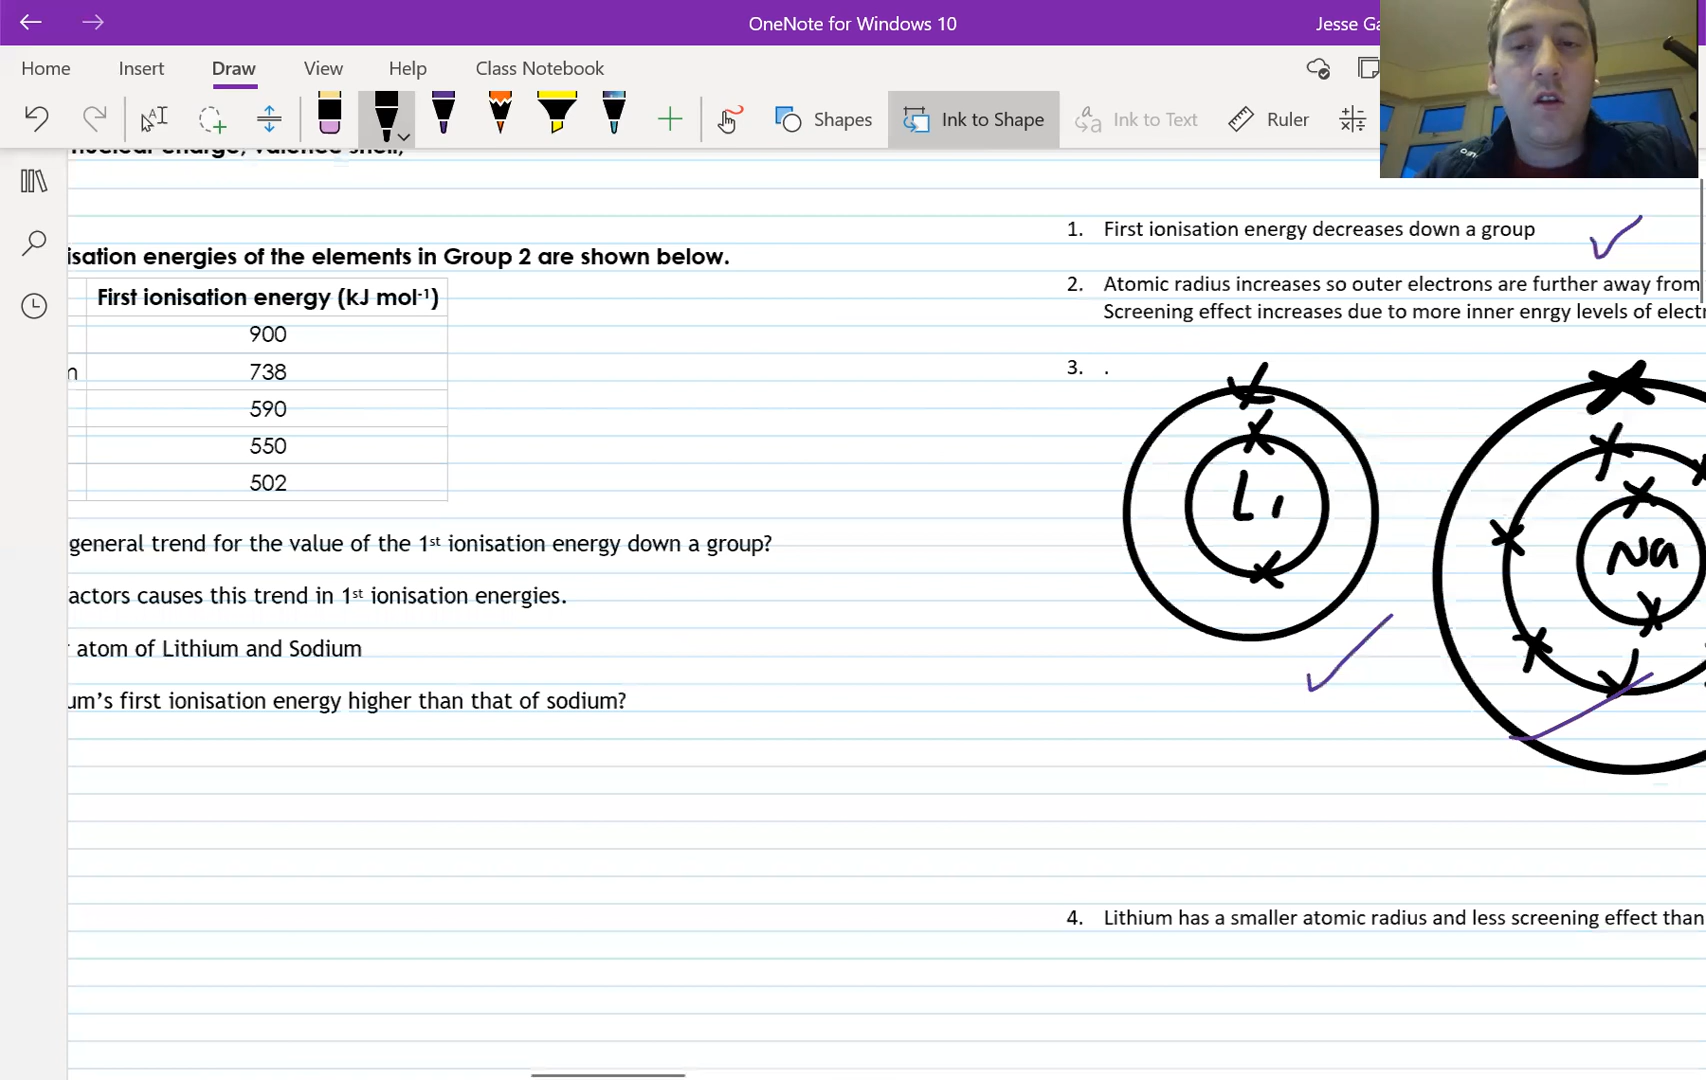 OneNote for Windows 10
Jesse Ga
Home Insert Draw View Help Class Notebook
Shapes Ink to Shape Ink to Text Ruler
nuclear charge, valence shell,
isation energies of the elements in Group 2 are shown below.
First ionisation energy (kJ mol-1)
900
n 738
590
550
502
general trend for the value of the 1st ionisation energy down a group?
actors causes this trend in 1st ionisation energies.
r atom of Lithium and Sodium
um's first ionisation energy higher than that of sodium?
1. First ionisation energy decreases down a group
2. Atomic radius increases so outer electrons are further away from
Screening effect increases due to more inner enrgy levels of electr
3. .
Li
Na
4. Lithium has a smaller atomic radius and less screening effect than